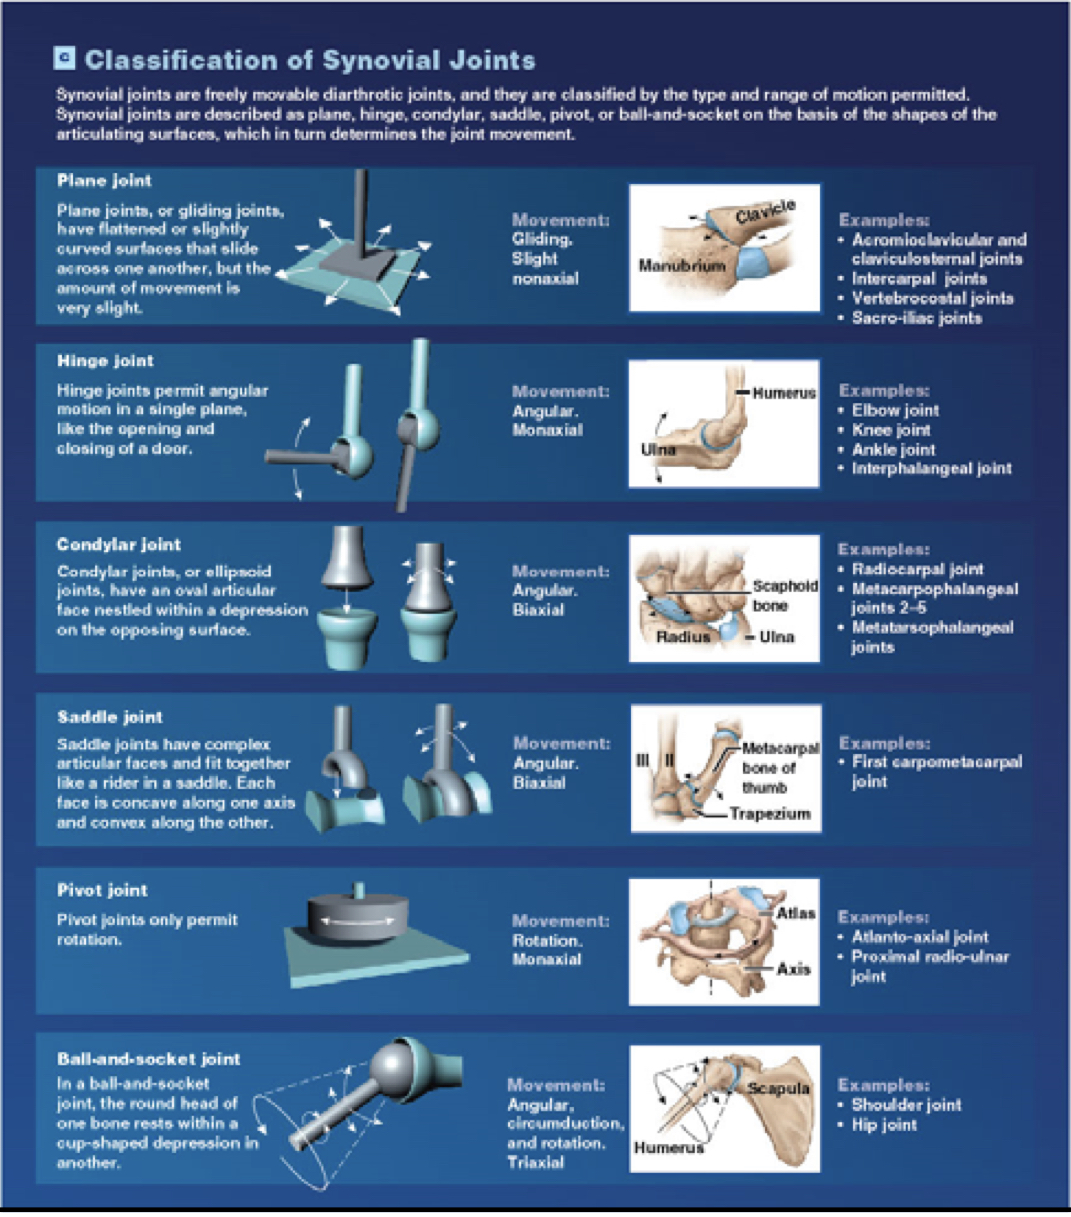 G Classification of Synovial Joints
Synovial joints are freely movable diarthrotic joints, and they are classified by the type and range of motion permitted.
Synovial joints are described as plane, hinge, condylar, saddle, pivot, or ball-and-socket on the basis of the shapes of the
articulating surfaces, which in turn determines the joint movement.
Plane joint
Plane joints, or gliding joints,
have flattened or slightly
curved surfaces that slide
across one another, but the
amount of movement is
very slight.
Movement:
Gliding.
Slight
nonaxial
Clavicle
Manubrium
Examples:
• Acromioclavicular and
claviculosternal joints
• Intercarpal joints
• Vertebrocostal joints
• Sacro-iliac joints
Hinge joint
Hinge joints permit angular
motion in a single plane,
like the opening and
closing of a door.
Movement:
Angular.
Monaxial
Humerus
Ulna
Examples:
• Elbow joint
• Knee joint
• Ankle joint
• Interphalangeal joint
Condylar joint
Condylar joints, or ellipsoid
joints, have an oval articular
face nestled within a depression
on the opposing surface.
Movement:
Angular.
Biaxial
Scaphoid
bone
Radius
Ulna
Examples:
• Radiocarpal joint
• Metacarpophalangeal
joints 2–5
• Metatarsophalangeal
joints
Saddle joint
Saddle joints have complex
articular faces and fit together
like a rider in a saddle. Each
face is concave along one axis
and convex along the other.
Movement:
Angular.
Biaxial
III II
Metacarpal
bone of
thumb
Trapezium
Examples:
• First carpometacarpal
joint
Pivot joint
Pivot joints only permit
rotation.
Movement:
Rotation.
Monaxial
Atlas
Axis
Examples:
• Atlanto-axial joint
• Proximal radio-ulnar
joint
Ball-and-socket joint
In a ball-and-socket
joint, the round head of
one bone rests within a
cup-shaped depression in
another.
Movement:
Angular,
circumduction,
and rotation.
Triaxial
Scapula
Humerus
Examples:
• Shoulder joint
• Hip joint